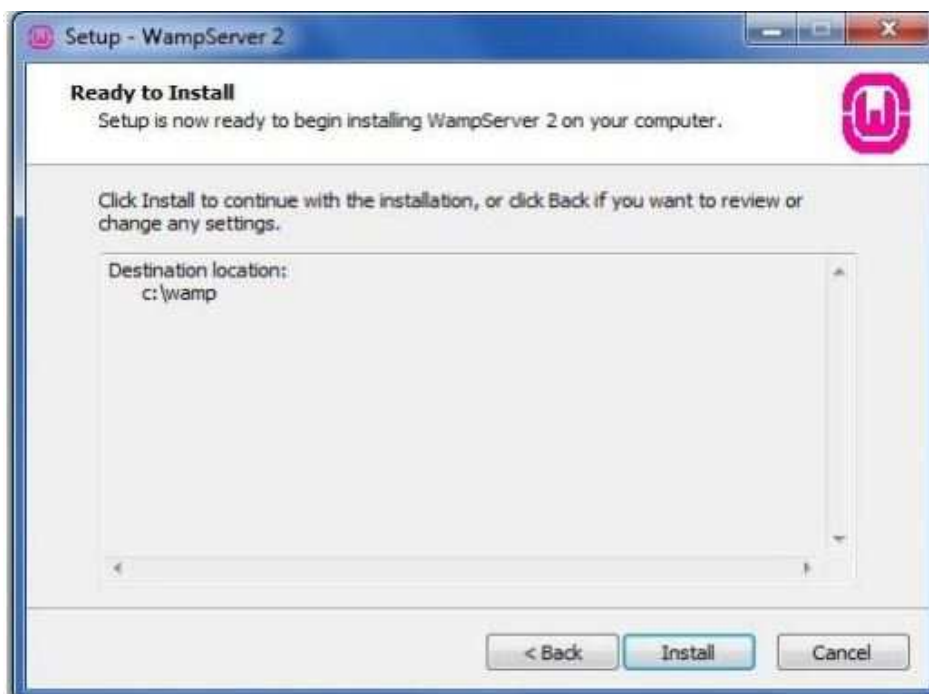 Setup - WampServer 2
Ready to Install
Setup is now ready to begin installing WampServer 2 on your computer.
Click Install to continue with the installation, or click Back if you want to review or
change any settings.
Destination location:
c:\wamp
< Back Install Cancel